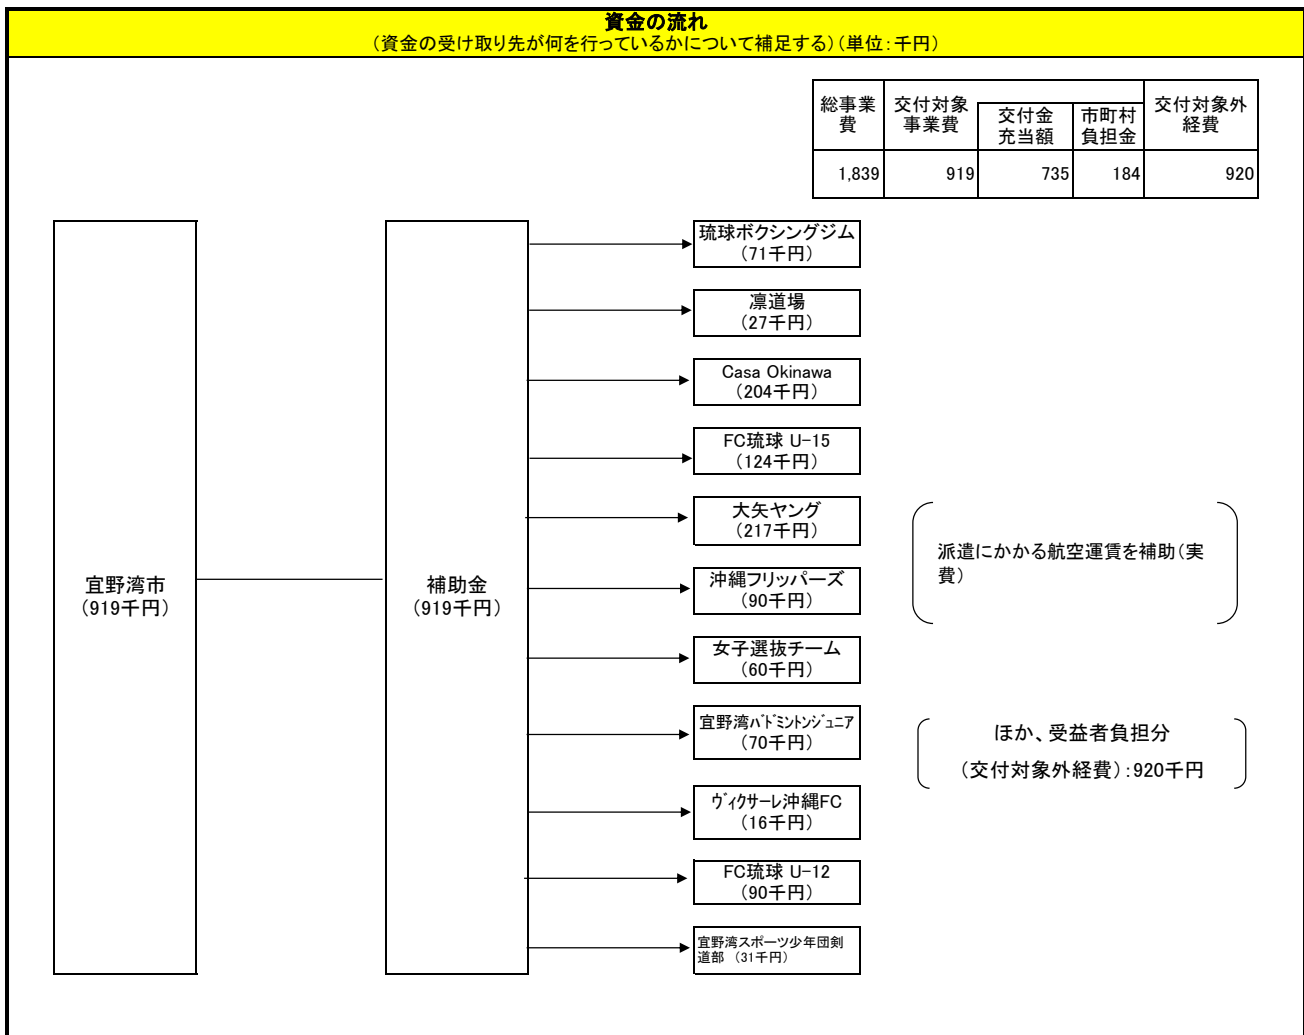 資金の流れ
（資金の受け取り先が何を行っているかについて補足する）（単位：千円）
総事業
費
交付対象
事業費
交付金
充当額
市町村
負担金
交付対象外
経費
1,839
919
735
184
920
宜野湾市
（919千円）
補助金
（919千円）
琉球ボクシングジム
（71千円）
凛道場
（27千円）
Casa Okinawa
（204千円）
FC琉球 U-15
（124千円）
大矢ヤング
（217千円）
沖縄フリッパーズ
（90千円）
女子選抜チーム
（60千円）
宜野湾ﾊﾞﾄﾞﾐﾝﾄﾝｼﾞｭﾆｱ
（70千円）
ｳﾞｨｸｻｰﾚ沖縄FC
（16千円）
FC琉球 U-12
（90千円）
宜野湾スポーツ少年団剣
道部 （31千円）
派遣にかかる航空運賃を補助（実
費）
ほか、受益者負担分
（交付対象外経費）：920千円